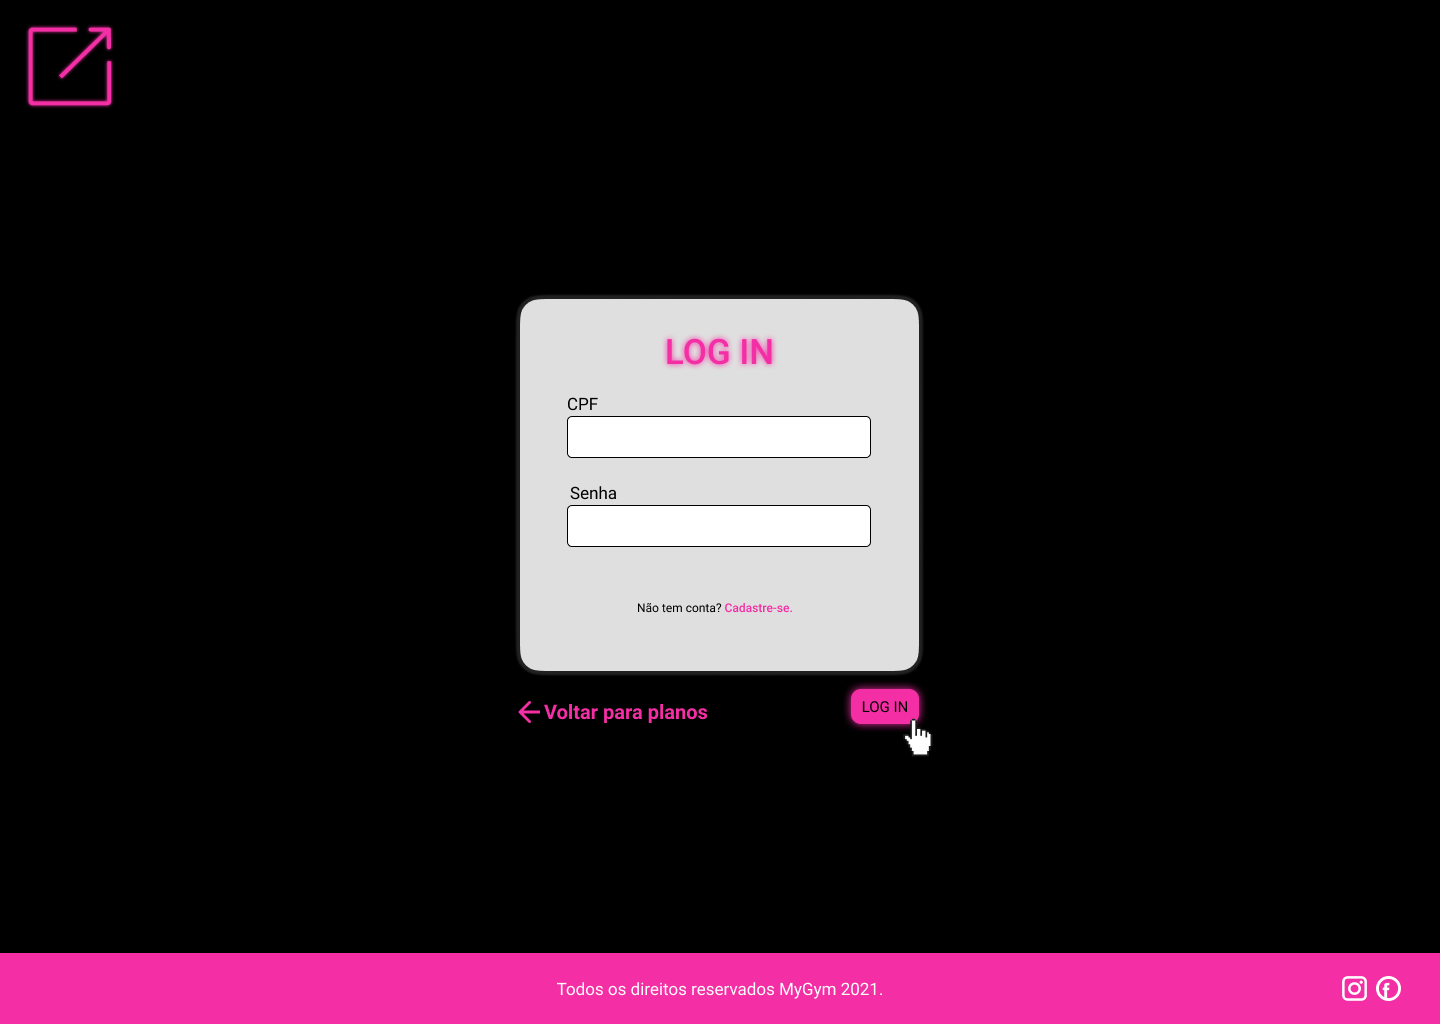 LOG IN
CPF
Senha
Não tem conta? Cadastre-se.
Voltar para planos
LOG IN
Todos os direitos reservados MyGym 2021.